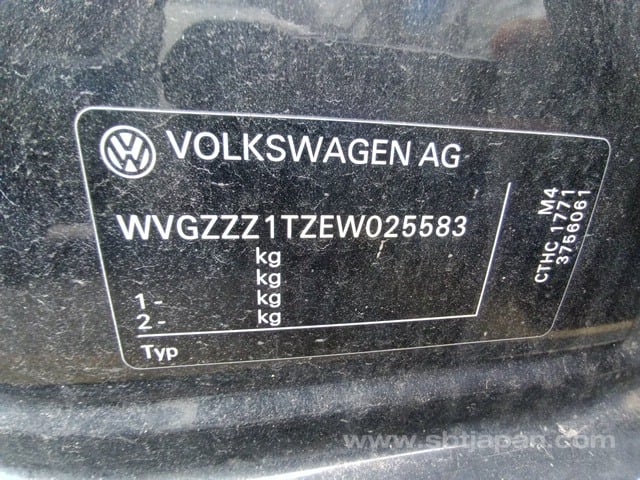 VOLKSWAGEN AG
WVGZZZ1TZEW025583
kg
kg
1 - kg
2 - kg
Typ
M4
CTHC 1771
3756061
www.sbtjapan.com